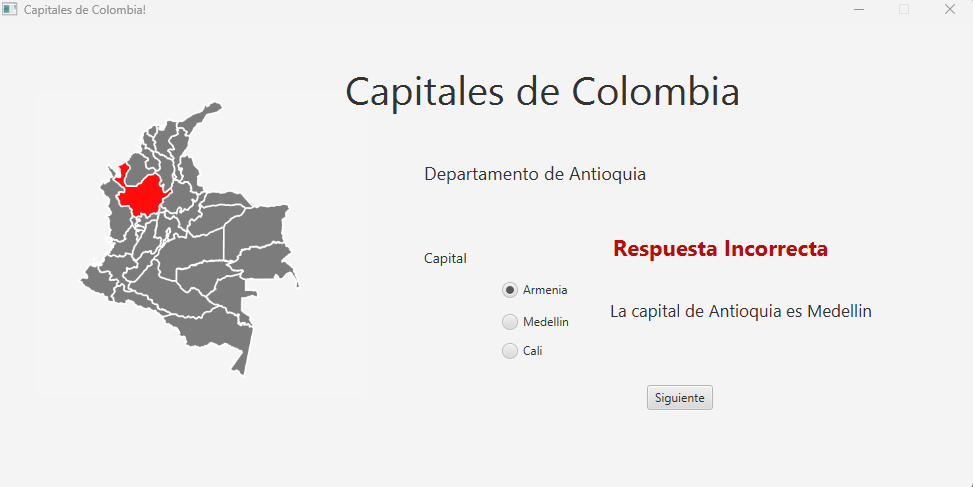 Capitales de Colombia!
Capitales de Colombia
Departamento de Antioquia
Respuesta Incorrecta
Capital
Armenia
La capital de Antioquia es Medellin
Medellin
Cali
Siguiente